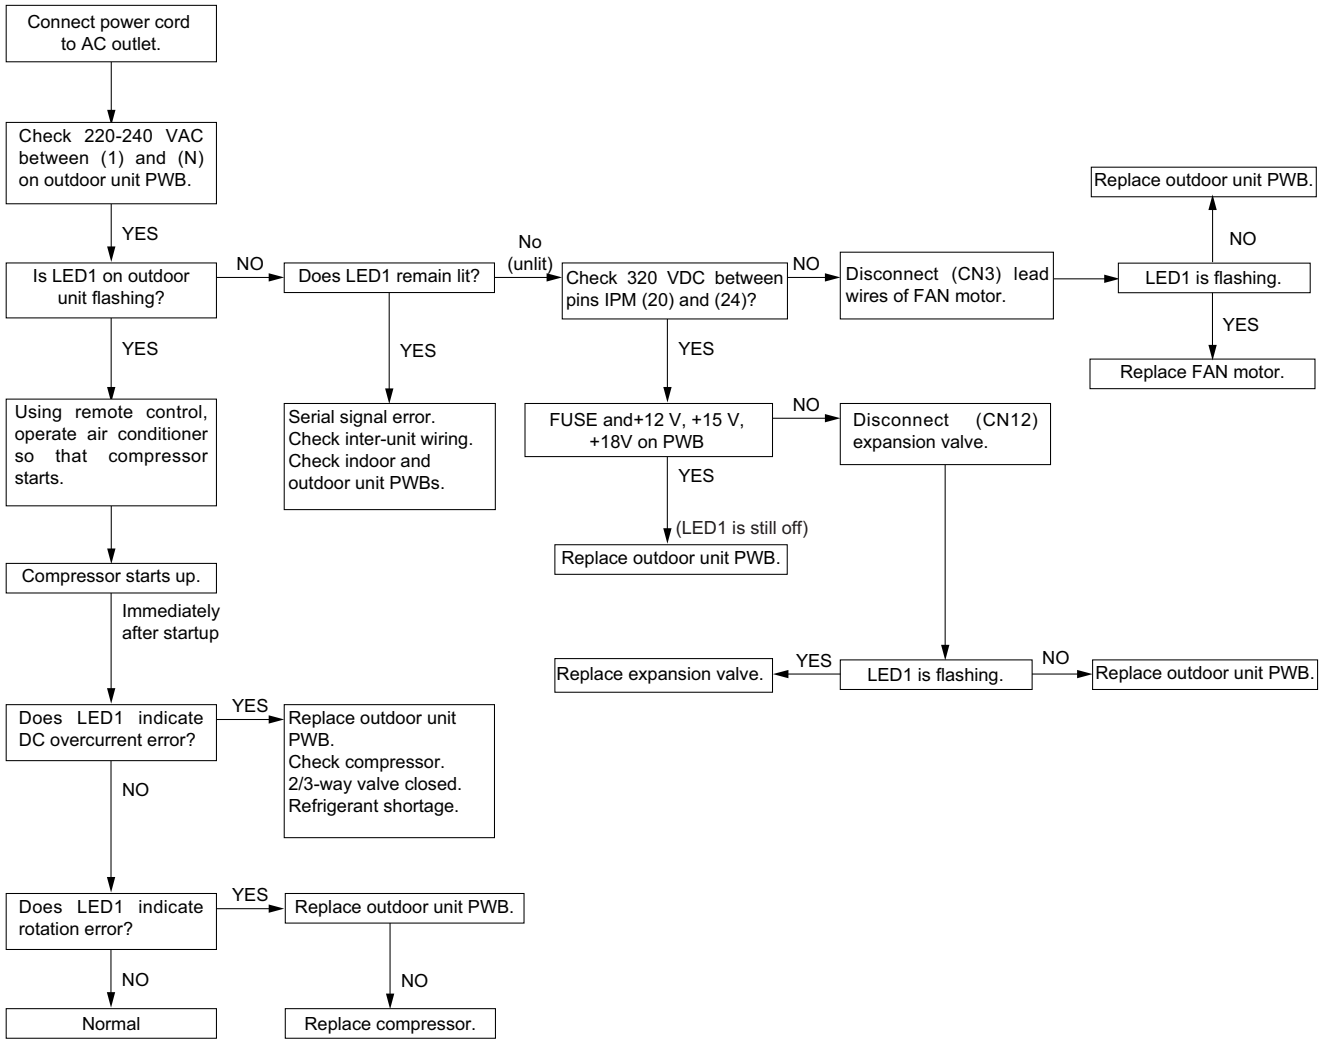 Connect power cord
to AC outlet.
Check 220-240 VAC
between (1) and (N)
on outdoor unit PWB.
YES
Is LED1 on outdoor
unit flashing?
NO
Does LED1 remain lit?
No
(unlit)
Check 320 VDC between
pins IPM (20) and (24)?
NO
Disconnect (CN3) lead
wires of FAN motor.
LED1 is flashing.
NO
Replace outdoor unit PWB.
YES
Replace FAN motor.
YES
Using remote control,
operate air conditioner
so that compressor
starts.
YES
Serial signal error.
Check inter-unit wiring.
Check indoor and
outdoor unit PWBs.
YES
FUSE and+12 V, +15 V,
+18V on PWB
NO
Disconnect (CN12)
expansion valve.
YES
(LED1 is still off)
Replace outdoor unit PWB.
Compressor starts up.
Immediately
after startup
Replace expansion valve.
YES
LED1 is flashing.
NO
Replace outdoor unit PWB.
Does LED1 indicate
DC overcurrent error?
YES
Replace outdoor unit
PWB.
Check compressor.
2/3-way valve closed.
Refrigerant shortage.
NO
Does LED1 indicate
rotation error?
YES
Replace outdoor unit PWB.
NO
Normal
NO
Replace compressor.